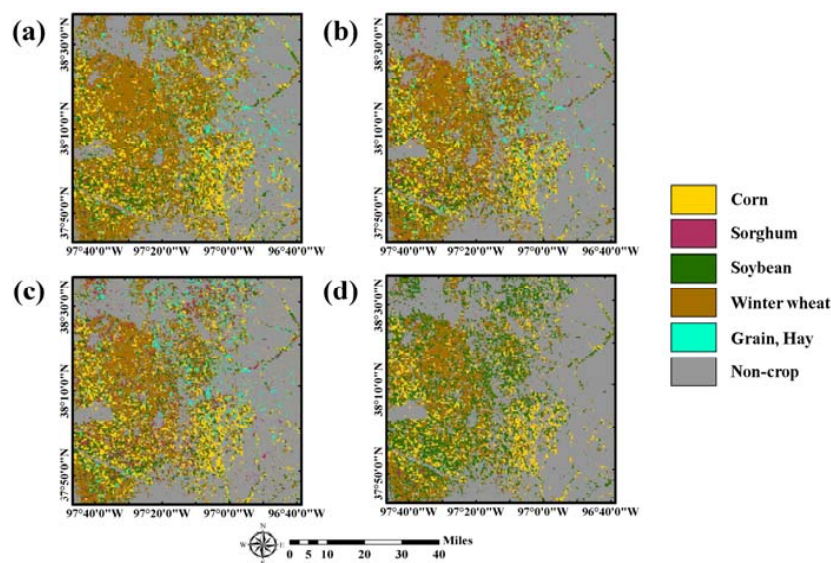 (a)
38°30'0"N
38°10'0"N
37°50'0"N
97°40'0"W 97°20'0"W 97°0'0"W 96°40'0"W
(b)
38°30'0"N
38°10'0"N
37°50'0"N
97°40'0"W 97°20'0"W 97°0'0"W 96°40'0"W
(c)
38°30'0"N
38°10'0"N
37°50'0"N
97°40'0"W 97°20'0"W 97°0'0"W 96°40'0"W
(d)
38°30'0"N
38°10'0"N
37°50'0"N
97°40'0"W 97°20'0"W 97°0'0"W 96°40'0"W
Corn
Sorghum
Soybean
Winter wheat
Grain, Hay
Non-crop
N
W E
S
Miles
0 5 10 20 30 40